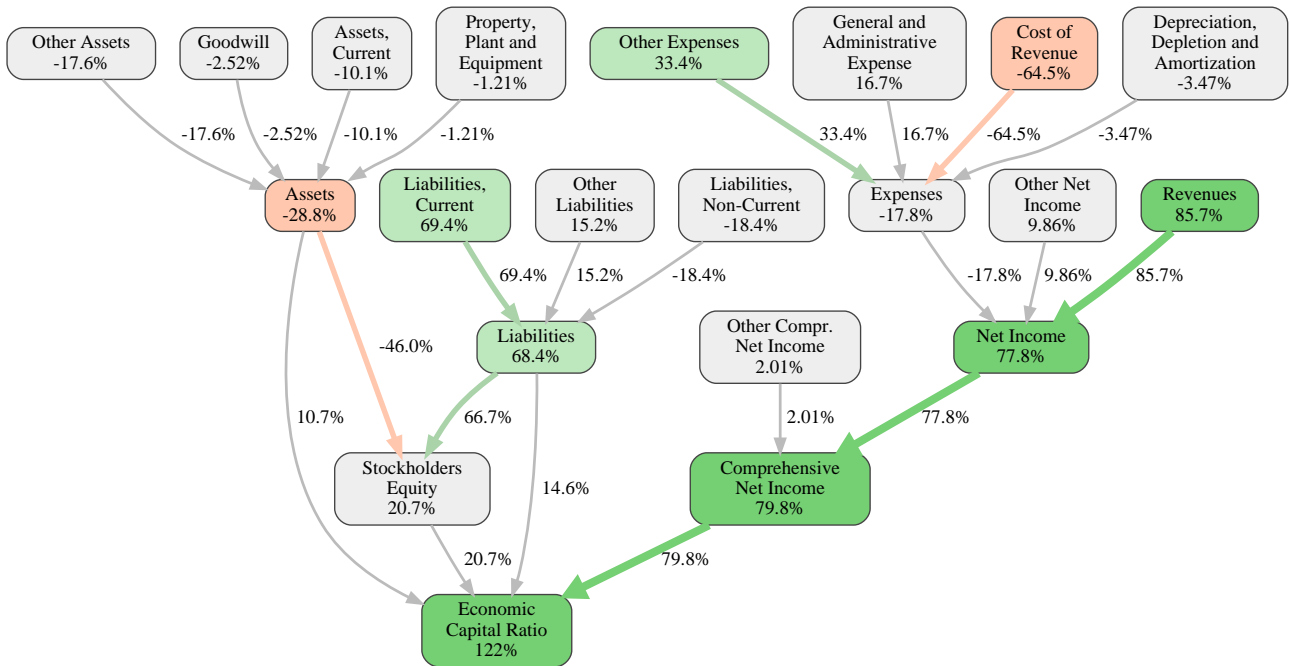 Other Assets
-17.6%
Goodwill
-2.52%
Assets,
Current
-10.1%
Property,
Plant and
Equipment
-1.21%
Other Expenses
33.4%
General and
Administrative
Expense
16.7%
Cost of
Revenue
-64.5%
Depreciation,
Depletion and
Amortization
-3.47%
-17.6%
-2.52%
-10.1%
-1.21%
33.4%
16.7%
-64.5%
-3.47%
Assets
-28.8%
Liabilities,
Current
69.4%
Other
Liabilities
15.2%
Liabilities,
Non-Current
-18.4%
Expenses
-17.8%
Other Net
Income
9.86%
Revenues
85.7%
69.4%
15.2%
-18.4%
-17.8%
9.86%
85.7%
Liabilities
68.4%
Other Compr.
Net Income
2.01%
Net Income
77.8%
-46.0%
10.7%
66.7%
2.01%
77.8%
Stockholders
Equity
20.7%
14.6%
Comprehensive
Net Income
79.8%
20.7%
79.8%
Economic
Capital Ratio
122%